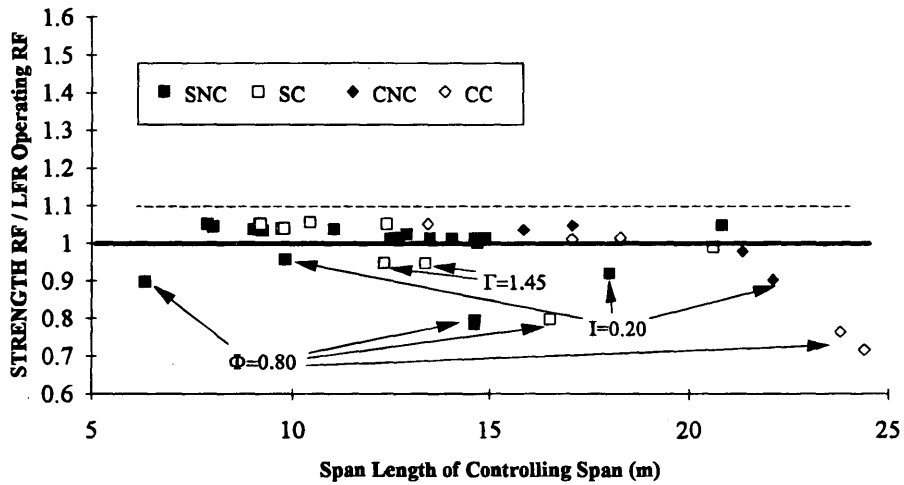 STRENGTH RF / LFR Operating RF
1.6
1.5
1.4
1.3
1.2
1.1
1
0.9
0.8
0.7
0.6
SNC SC CNC CC
Γ=1.45
I=0.20
Φ=0.80
5 10 15 20 25
Span Length of Controlling Span (m)